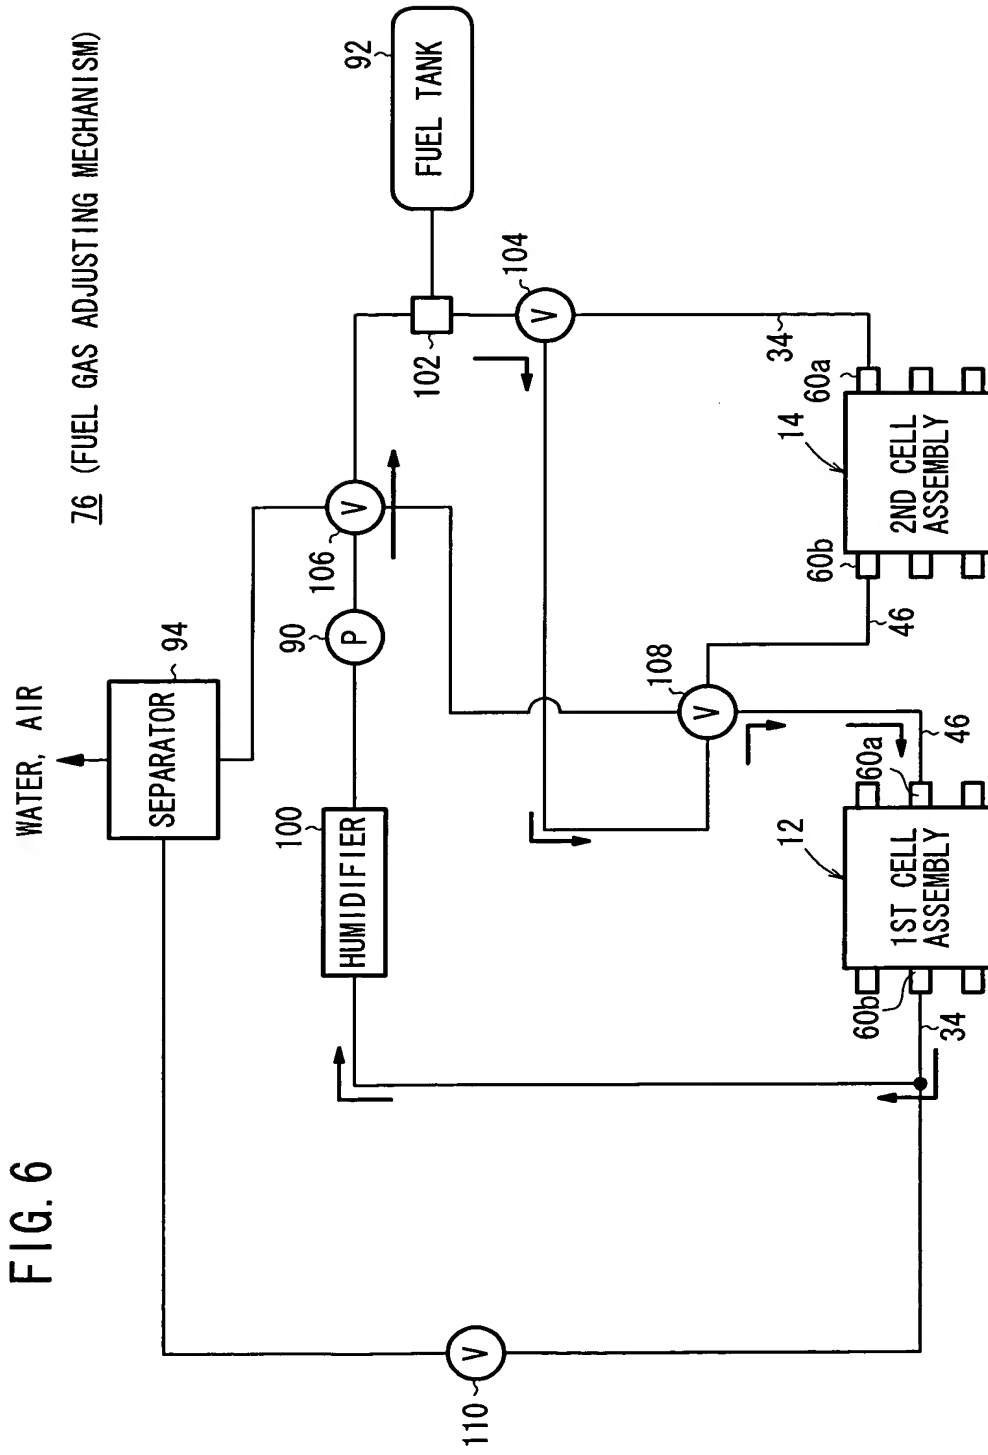 FIG. 6
76 (FUEL GAS ADJUSTING MECHANISM)
WATER, AIR
SEPARATOR
94
100
HUMIDIFIER
90
P
106
V
92
FUEL TANK
102
104
V
110
V
108
V
46
34
60b
12
1ST CELL
ASSEMBLY
60a
46
34
60b
14
2ND CELL
ASSEMBLY
60a